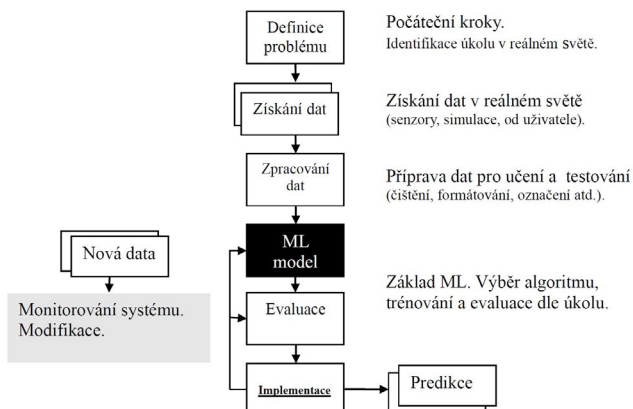 Definice
problému
Počáteční kroky.
Identifikace úkolu v reálném světě.
Získání dat
Získání dat v reálném světě
(senzory, simulace, od uživatele).
Zpracování
dat
Příprava dat pro učení a testování
(čištění, formátování, označení atd.).
ML
model
Nová data
Monitorování systému.
Modifikace.
Základ ML. Výběr algoritmu,
trénování a evaluace dle úkolu.
Evaluace
Implementace
Predikce